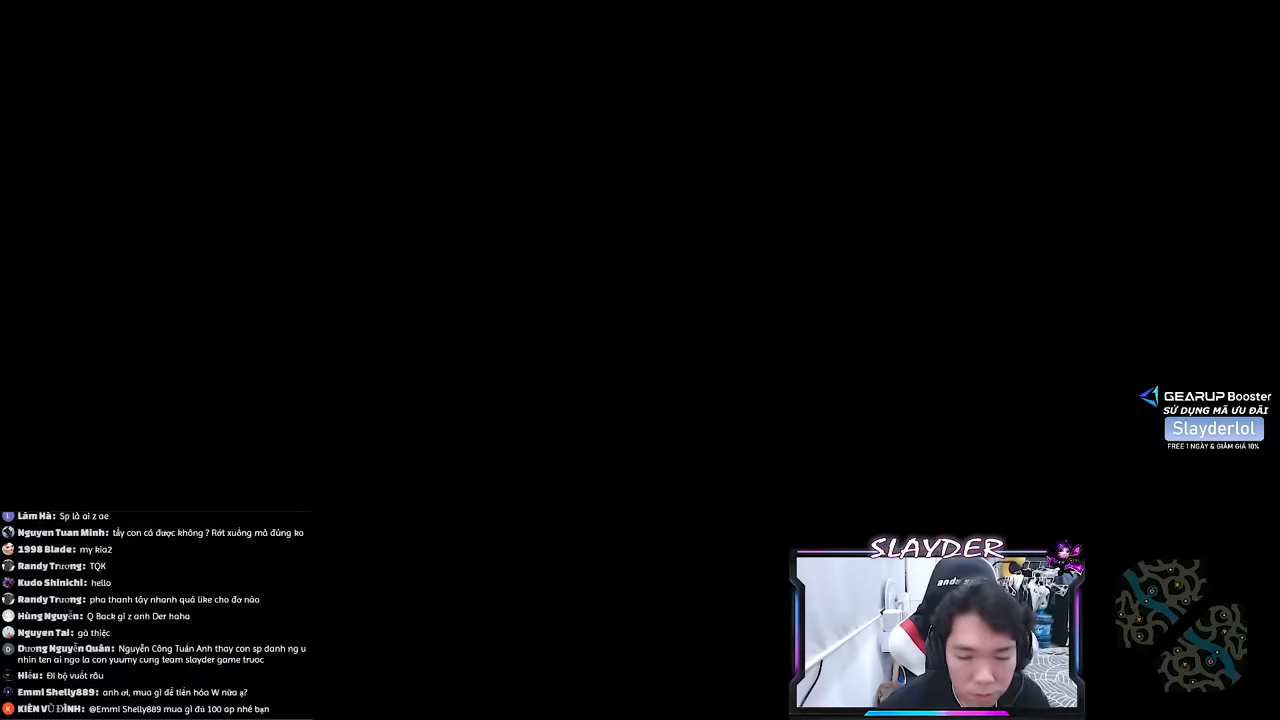 GEARUP Booster
SỬ DỤNG MÃ ƯU ĐÃI
Slayderlol
FREE 1 NGÀY & GIẢM GIÁ 10%
Lâm Hà: Sp là ai z ae
Nguyen Tuan Minh: tẩy con cá được không ? Rớt xuống mà đúng ko
1998 Blade: my kia2
Randy Trương: TQK
Kudo Shinichi: hello
Randy Trương: pha thanh tẩy nhanh quá like cho đơ nào
Hùng Nguyễn: Q Back gì z anh Der haha
Nguyen Tai: gà thiệc
Dương Nguyễn Quân: Nguyễn Công Tuấn Anh thay con sp danh ng u
nhin ten ai ngo la con yuumy cung team slayder game truoc
Hiếu: Đi bộ vuốt râu
Emmi Shelly889: anh ơi, mua gì để tiến hóa W nữa ạ?
KIÊN VŨ ĐÌNH: @Emmi Shelly889 mua gì đủ 100 ap nhé bạn
SLAYDER